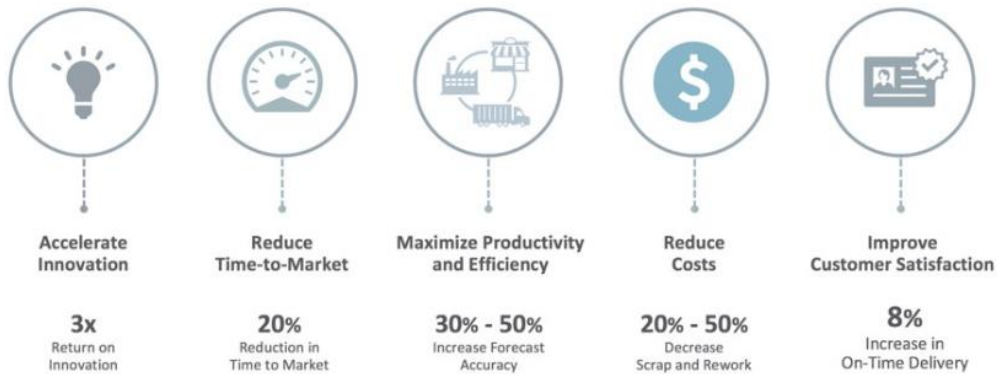 $
Accelerate
Innovation
3x
Return on
Innovation
Reduce
Time-to-Market
20%
Reduction in
Time to Market
Maximize Productivity
and Efficiency
30% - 50%
Increase Forecast
Accuracy
Reduce
Costs
20% - 50%
Decrease
Scrap and Rework
Improve
Customer Satisfaction
8%
Increase in
On-Time Delivery